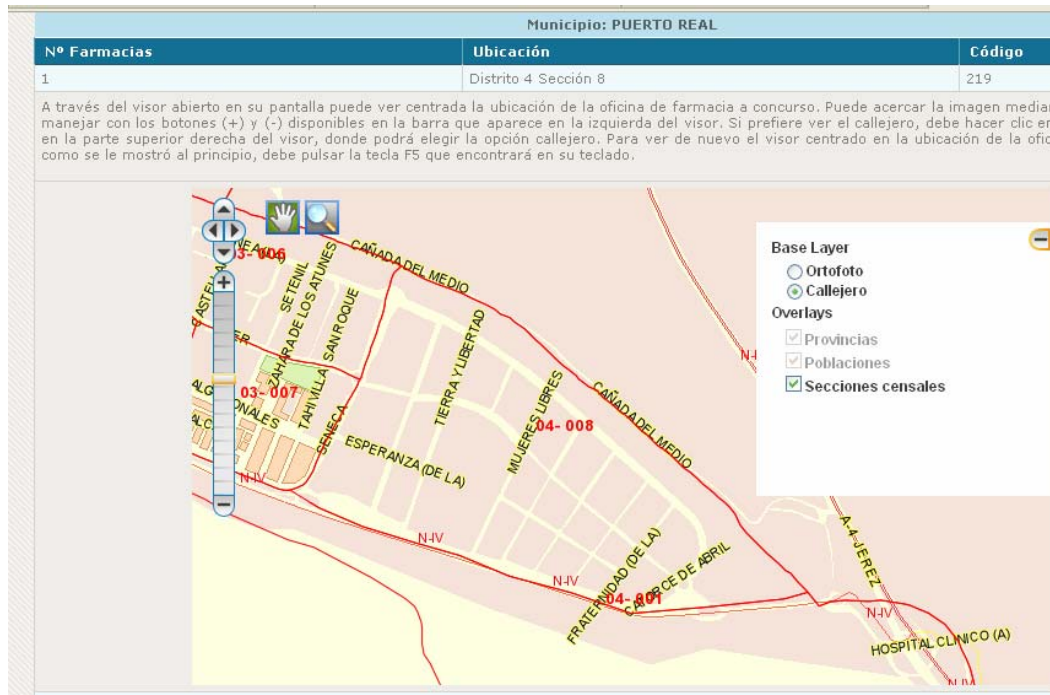 Municipio: PUERTO REAL
Nº Farmacias Ubicación Código
1 Distrito 4 Sección 8 219
A través del visor abierto en su pantalla puede ver centrada la ubicación de la oficina de farmacia a concurso. Puede acercar la imagen media
manejar con los botones (+) y (-) disponibles en la barra que aparece en la izquierda del visor. Si prefiere ver el callejero, debe hacer clic e
en la parte superior derecha del visor, donde podrá elegir la opción callejero. Para ver de nuevo el visor centrado en la ubicación de la ofi
como se le mostró al principio, debe pulsar la tecla F5 que encontrará en su teclado.
Base Layer
Ortofoto
Callejero
Overlays
Provincias
Poblaciones
Secciones censales
CAÑADA DEL MEDIO
03-006
SETENIL
ZAHARA DE LOS ATUNES
SAN ROQUE
TAHIVILLA
03-007
SENECA
ESPERANZA (DE LA)
TIERRA Y LIBERTAD
MUJERES LIBRES
04-008
CAÑADA DEL MEDIO
N-IV
N-IV
N-IV
FRATERNIDAD (DE LA)
CATORCE DE ABRIL
04-001
A-4-JEREZ
N-IV
HOSPITAL CLINICO (A)
N-IV